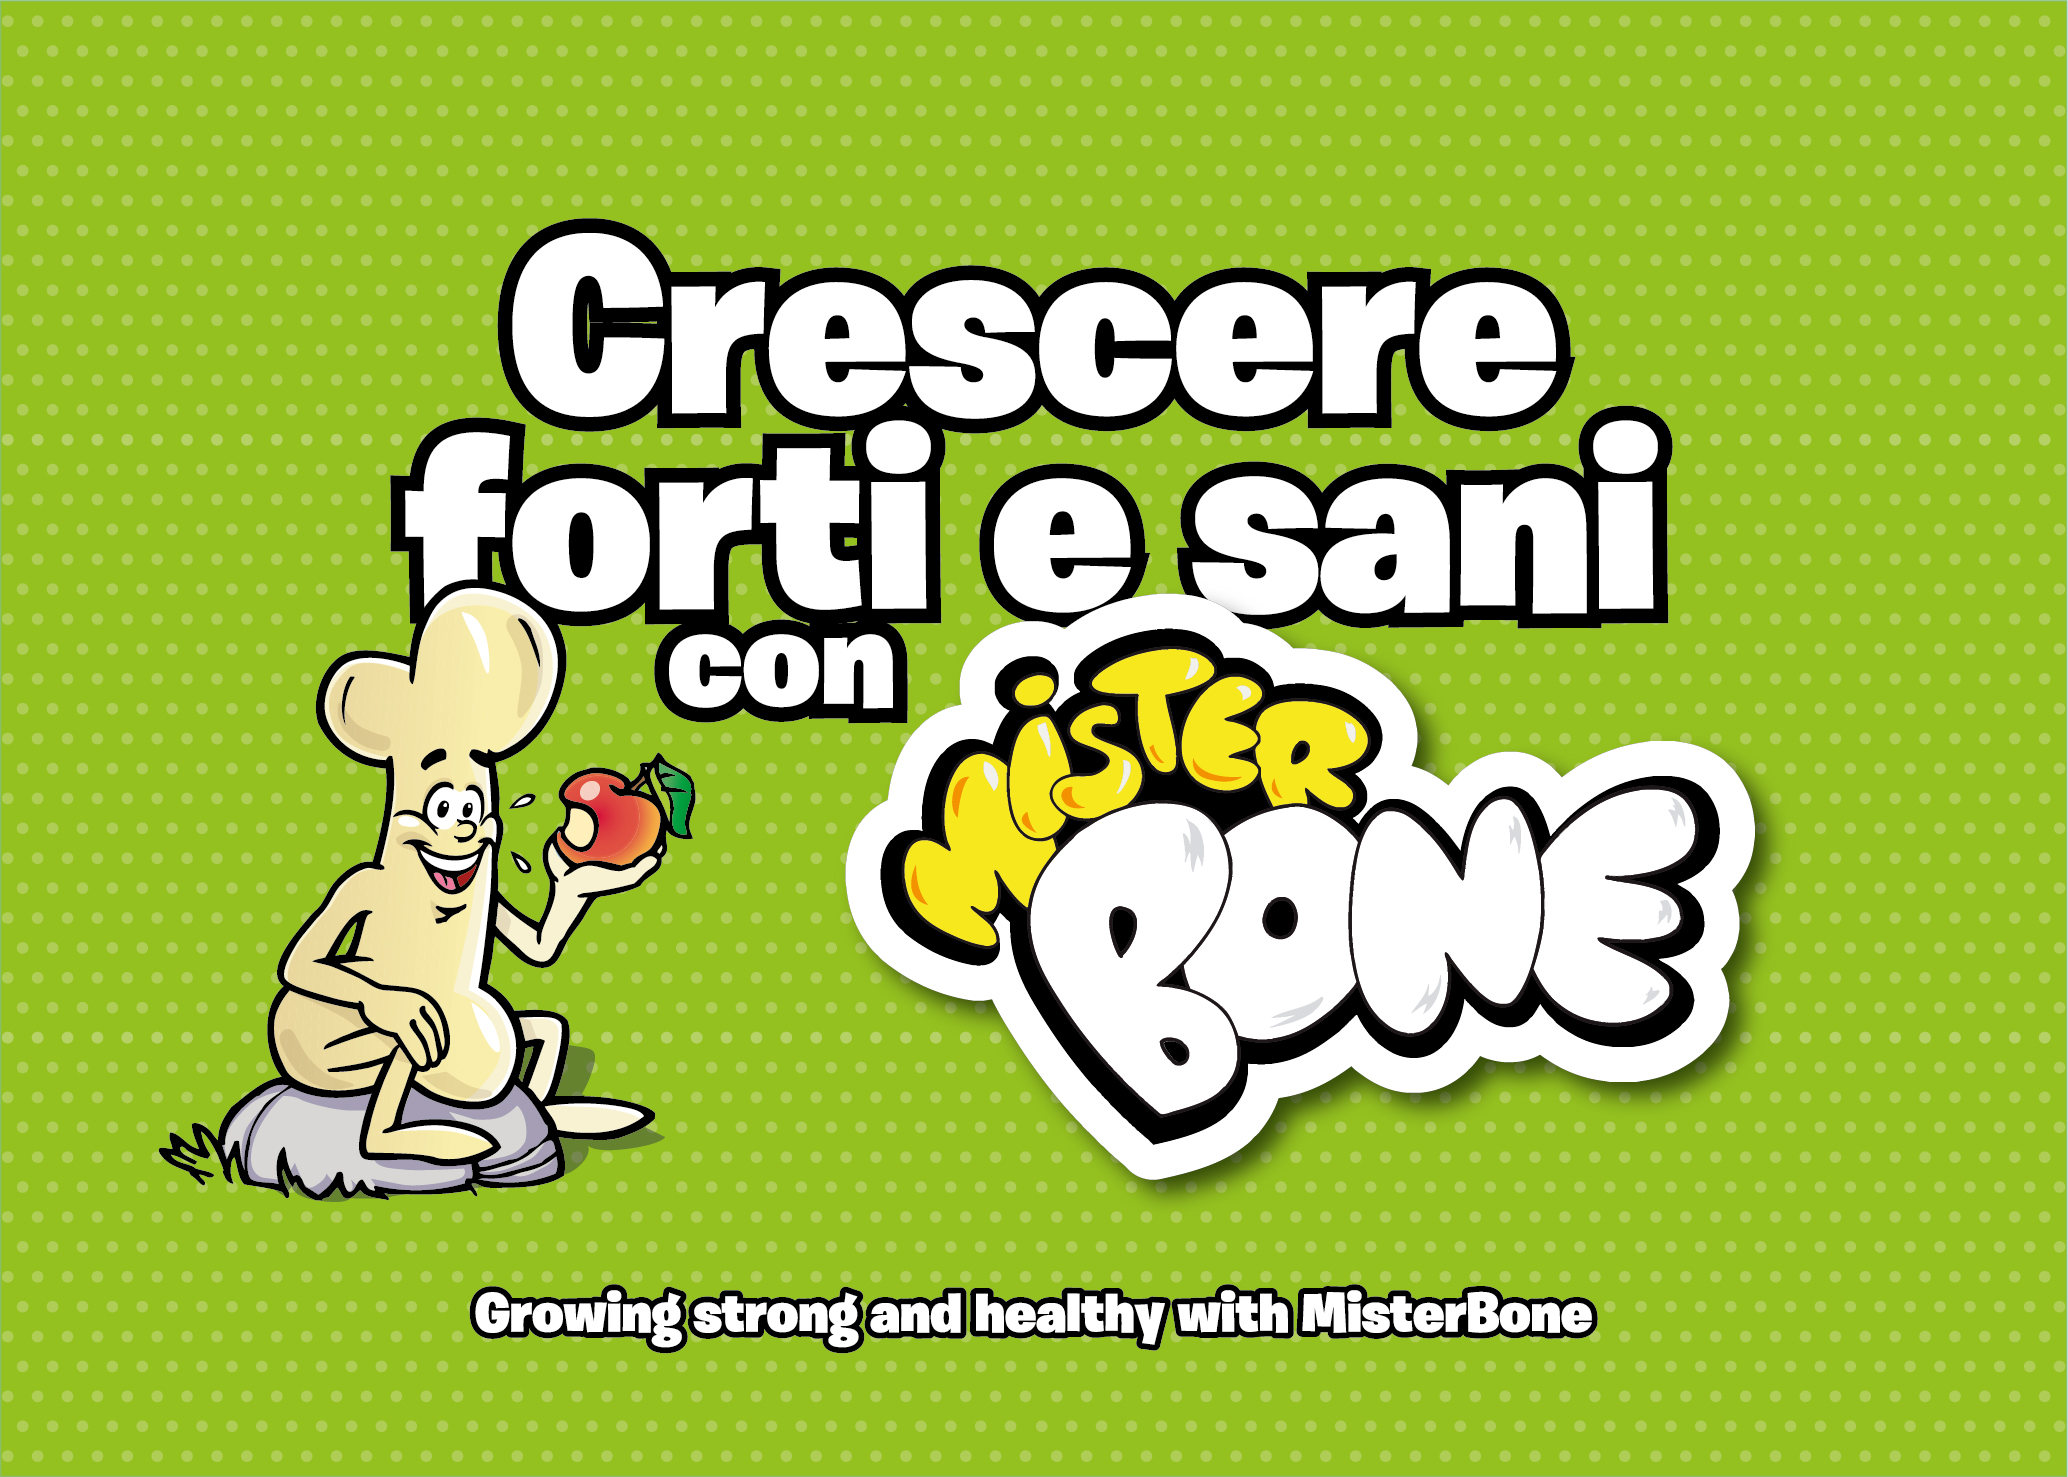 Crescere
forti e sani
con
MiSTER
BONE
Growing strong and healthy with MisterBone